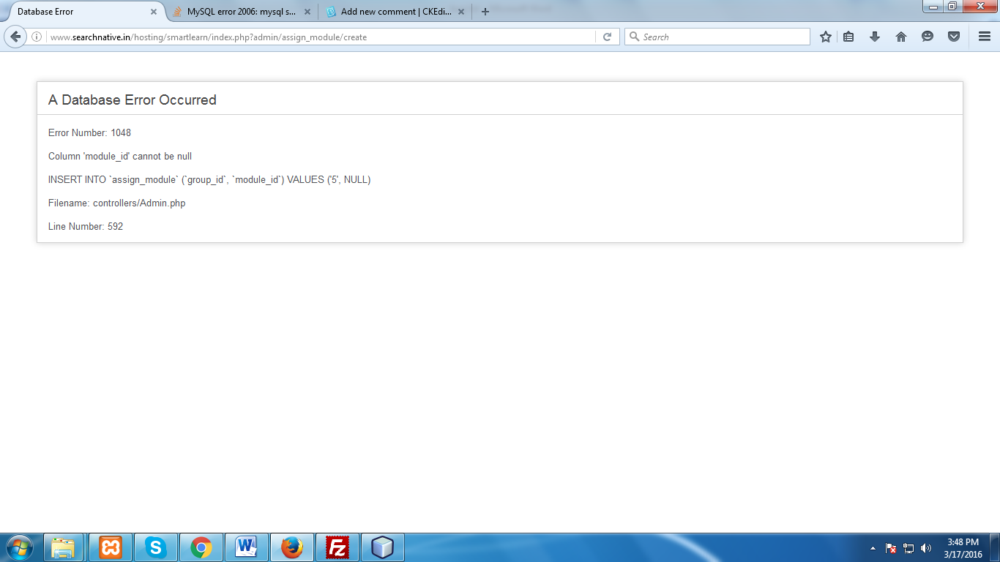 Database Error
MySQL error 2006: mysql s...
Add new comment | CKEdi...
www.searchnative.in/hosting/smartlearn/index.php?admin/assign_module/create
Search
A Database Error Occurred
Error Number: 1048
Column 'module_id' cannot be null
INSERT INTO `assign_module` (`group_id`, `module_id`) VALUES ('5', NULL)
Filename: controllers/Admin.php
Line Number: 592
S
W
Fz
3:48 PM
3/17/2016